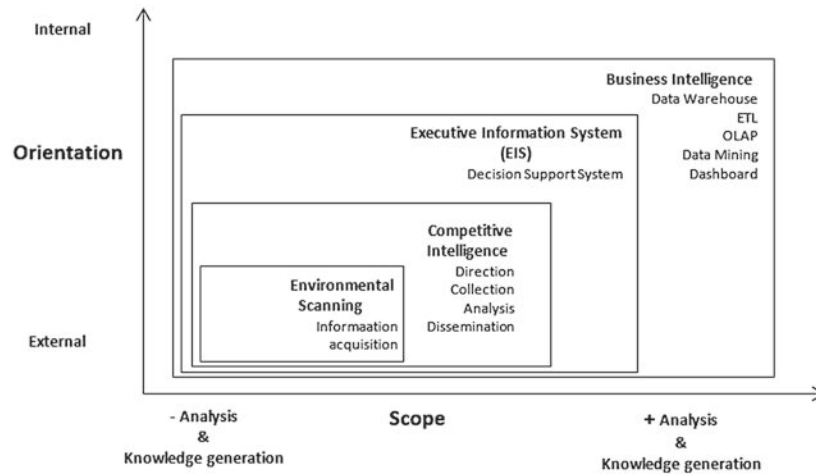 Internal
Business Intelligence
Data Warehouse
ETL
OLAP
Data Mining
Dashboard
Executive Information System
(EIS)
Decision Support System
Orientation
Competitive
Intelligence
Direction
Collection
Analysis
Dissemination
Environmental
Scanning
Informaation
acquisition
External
- Analysis
&
Knowledge generation
Scope
+ Analysis
&
Knowledge generation